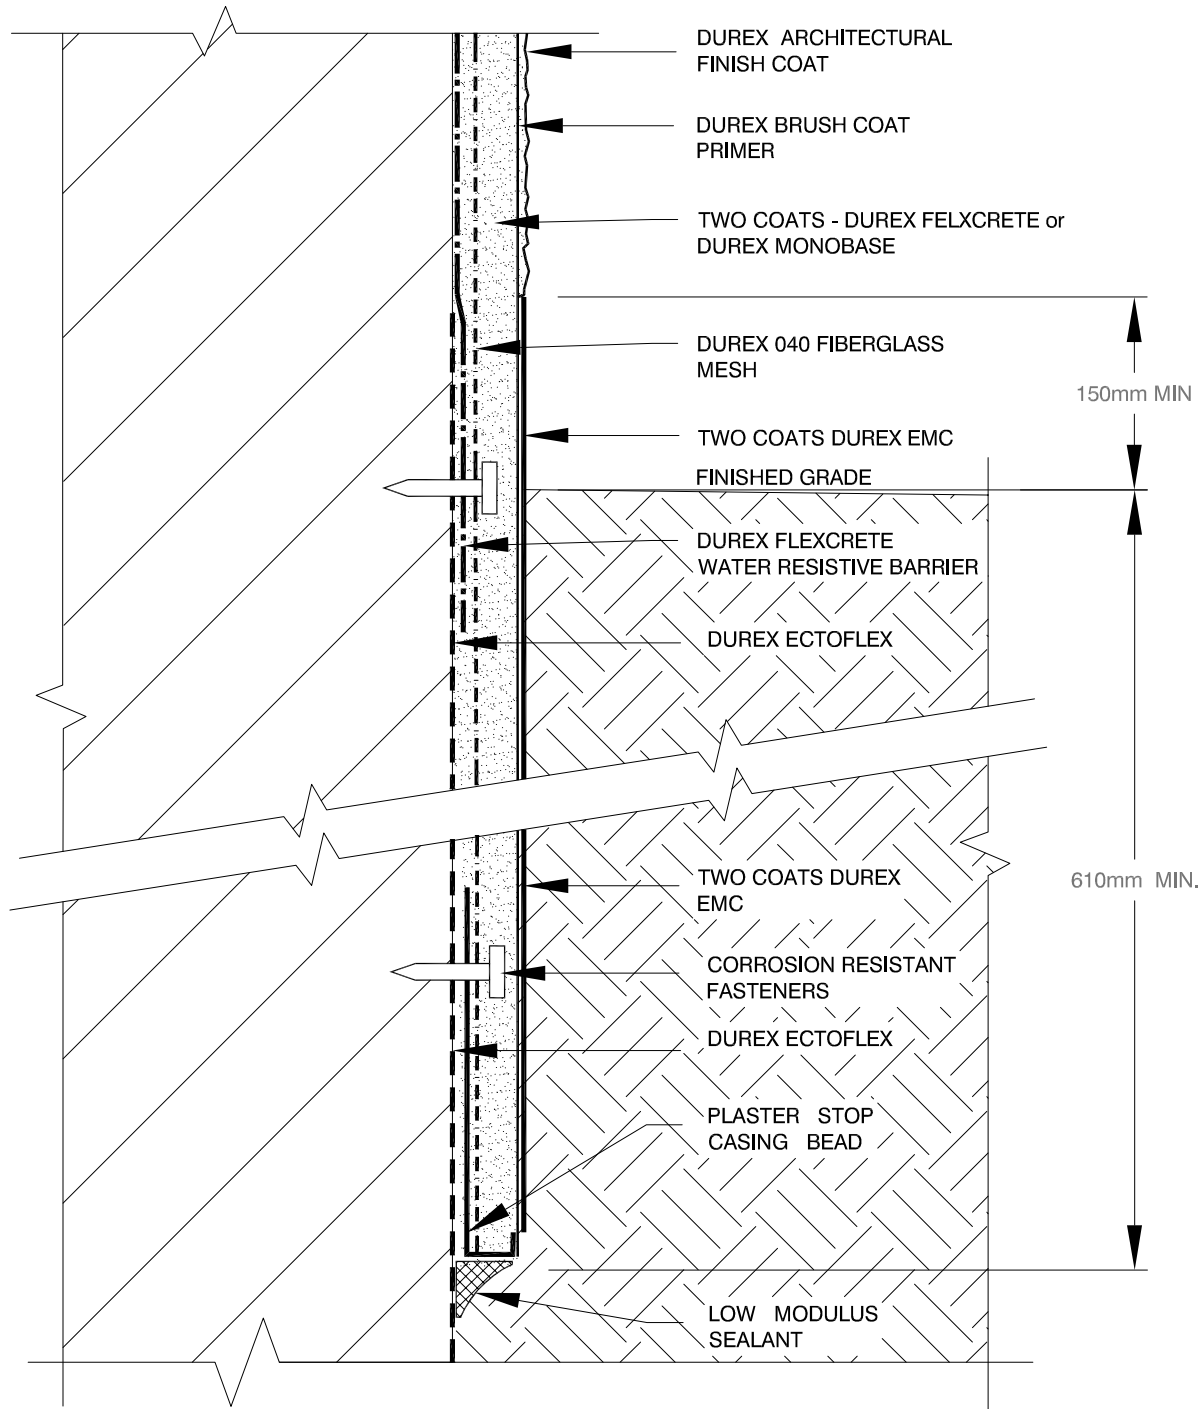 DUREX ARCHITECTURAL
FINISH COAT
DUREX BRUSH COAT
PRIMER
TWO COATS - DUREX FELXCRETE or
DUREX MONOBASE
DUREX 040 FIBERGLASS
MESH
150mm MIN
TWO COATS DUREX EMC
FINISHED GRADE
DUREX FLEXCRETE
WATER RESISTIVE BARRIER
DUREX ECTOFLEX
TWO COATS DUREX
EMC
610mm MIN.
CORROSION RESISTANT
FASTENERS
DUREX ECTOFLEX
PLASTER STOP
CASING BEAD
LOW MODULUS
SEALANT